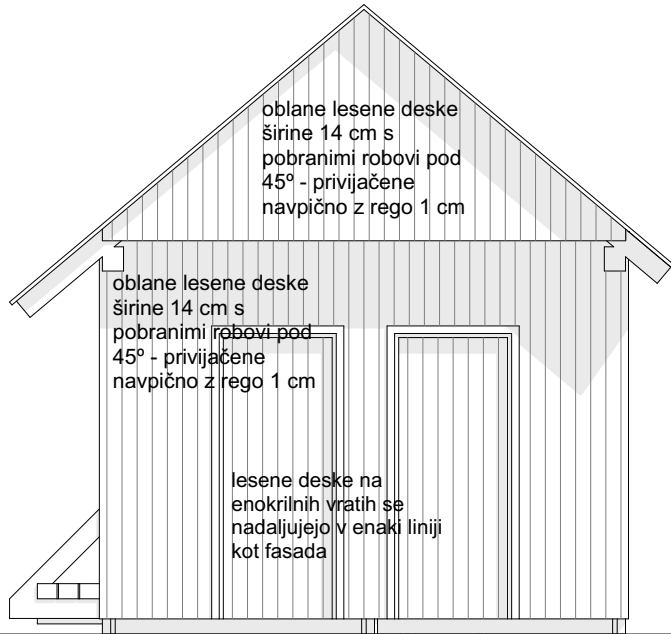 oblane lesene deske
širine 14 cm s
pobranimi robovi pod
45º - privijačene
navpično z rego 1 cm
oblane lesene deske
širine 14 cm s
pobranimi robovi pod
45º - privijačene
navpično z rego 1 cm
lesene deske na
enokrilnih vratih se
nadaljujejo v enaki liniji
kot fasada